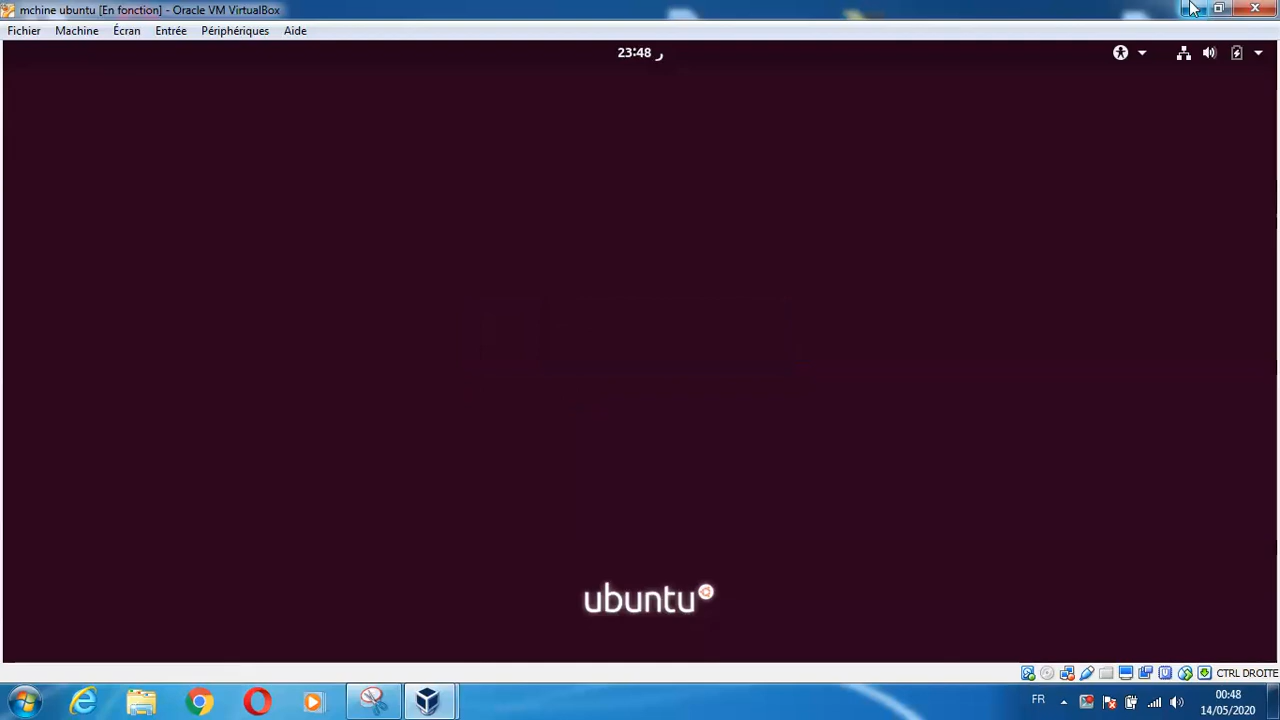 mchine ubuntu [En fonction] - Oracle VM VirtualBox
Fichier Machine Écran Entrée Périphériques Aide
23:48 ر
ubuntu
CTRL DROITE
FR
00:48
14/05/2020